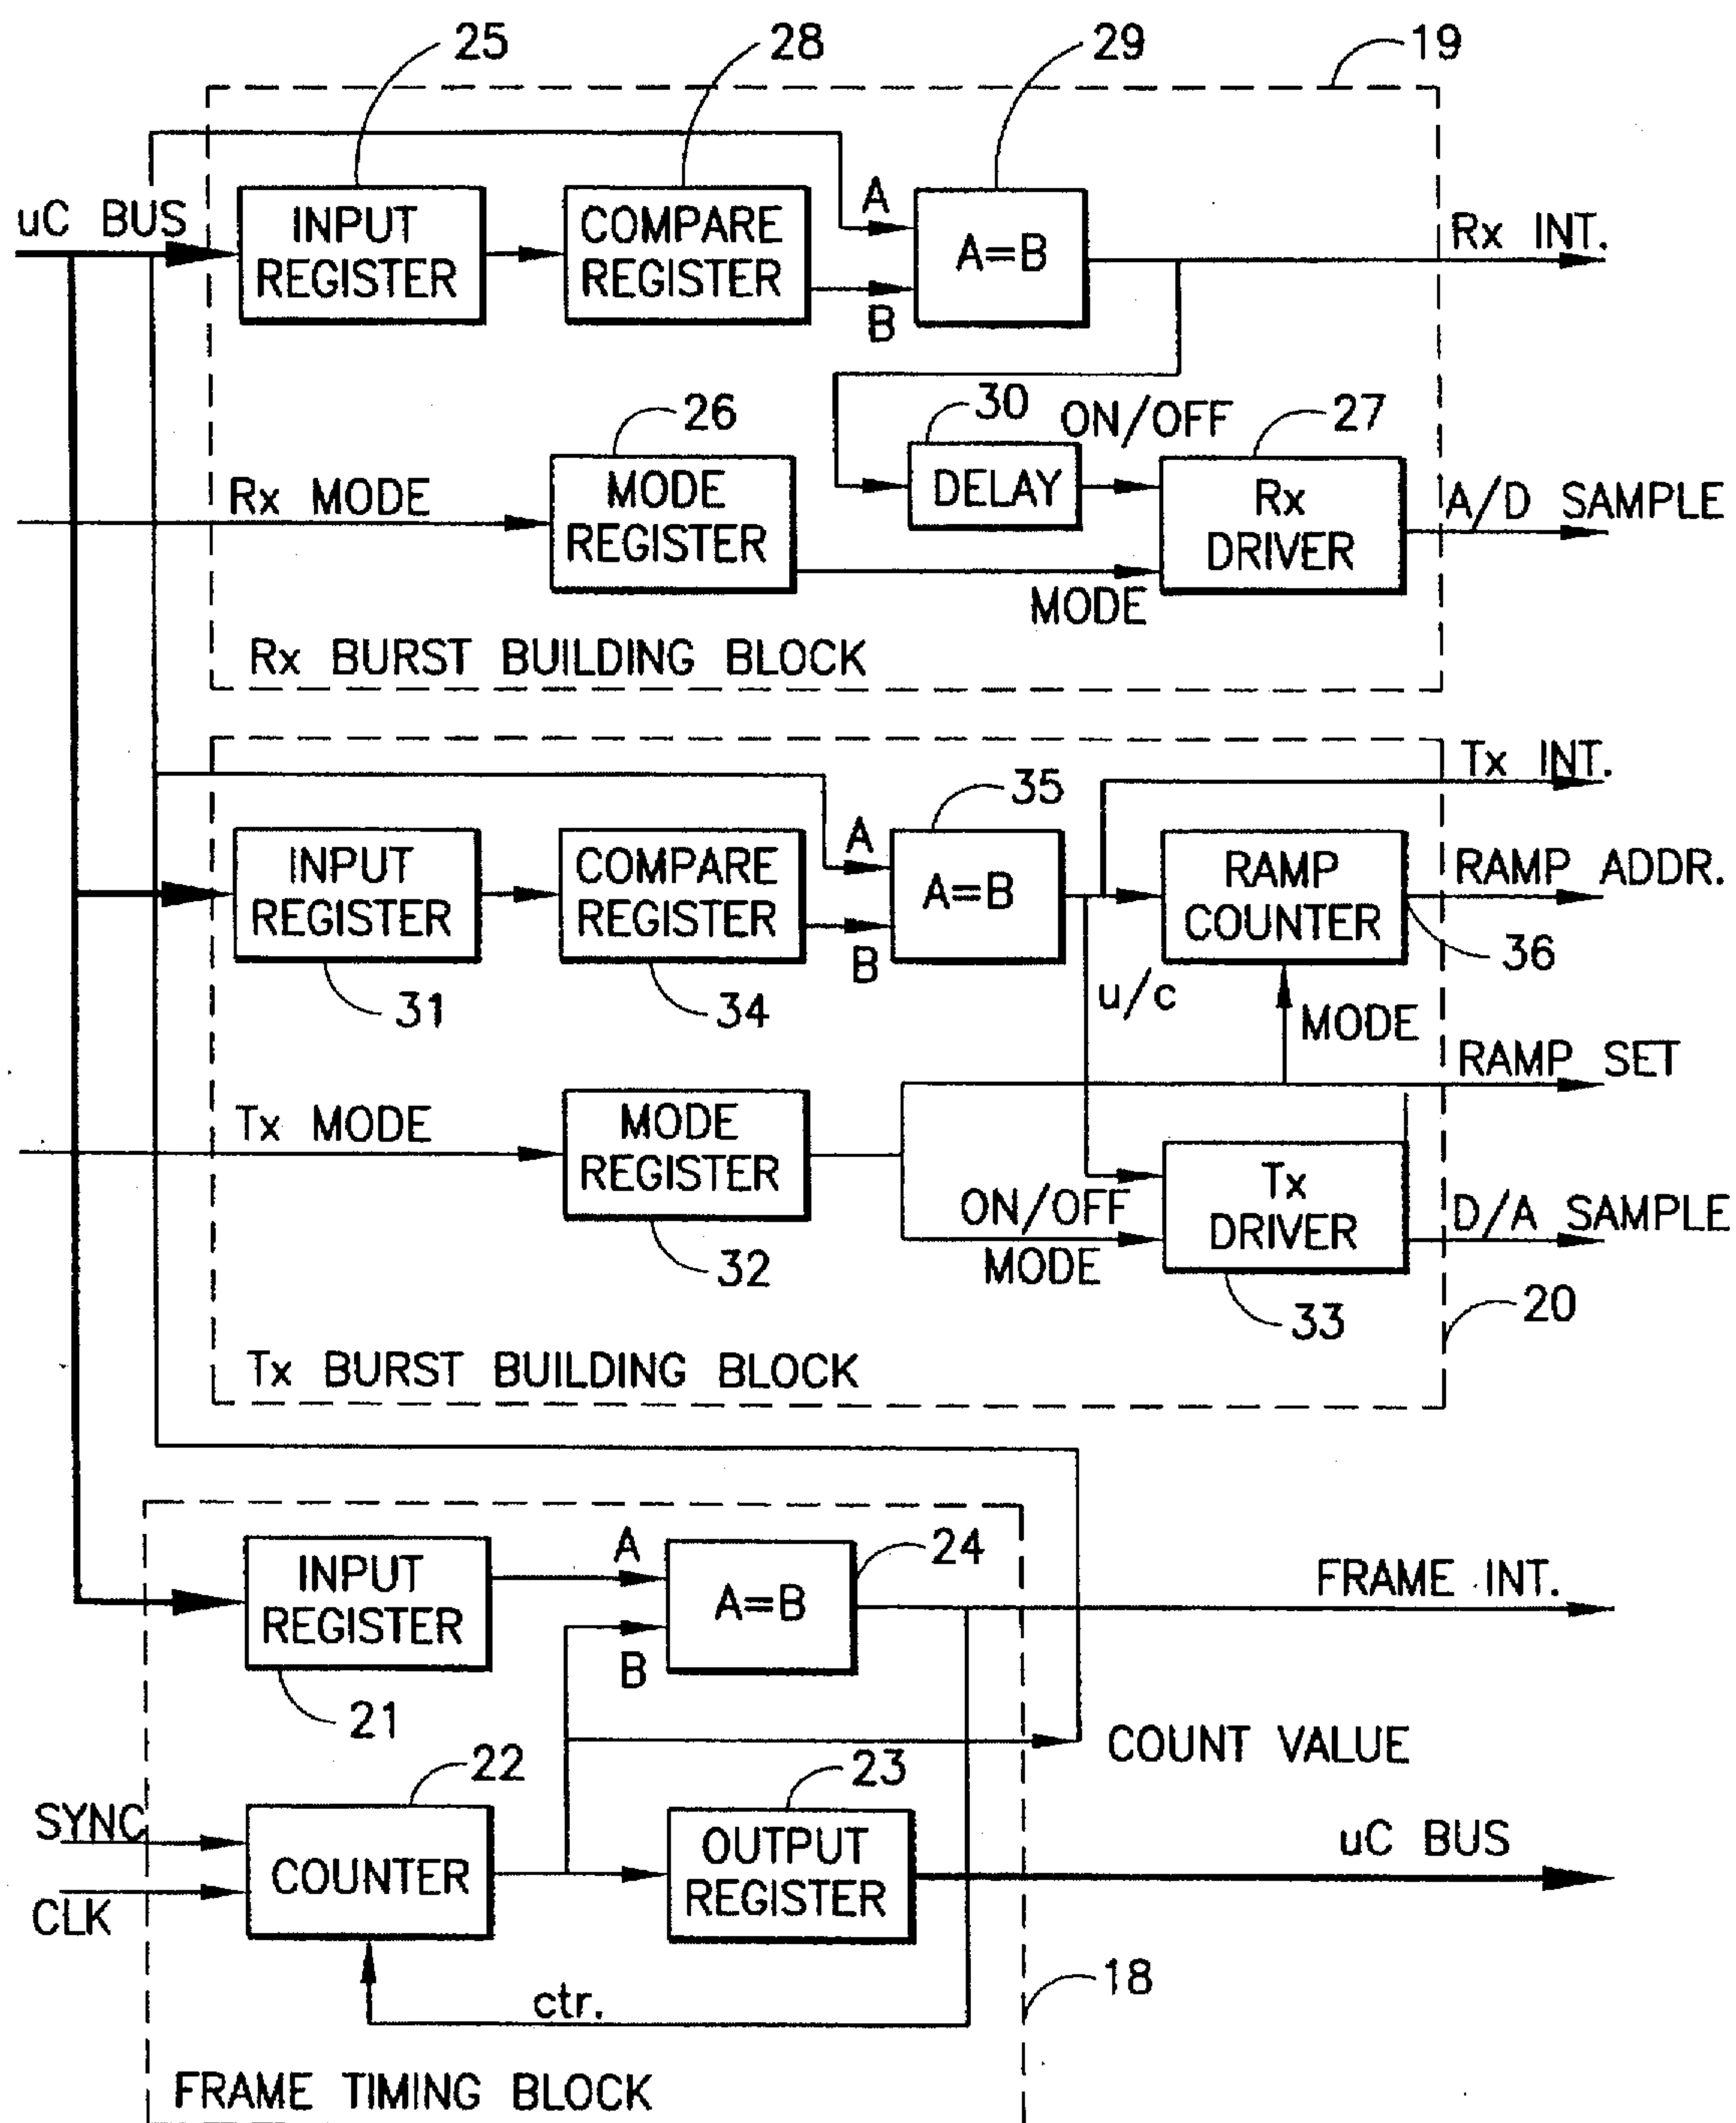 25
28
29
19
uC BUS
INPUT
REGISTER
COMPARE
REGISTER
A
B
A=B
Rx INT.
26
30
ON/OFF
27
Rx MODE
MODE
REGISTER
DELAY
Rx
DRIVER
A/D SAMPLE
MODE
Rx BURST BUILDING BLOCK
Tx INT.
35
INPUT
REGISTER
COMPARE
REGISTER
A
B
A=B
RAMP
COUNTER
RAMP ADDR.
36
31
34
u/c
MODE
RAMP SET
Tx MODE
MODE
REGISTER
ON/OFF
MODE
Tx
DRIVER
D/A SAMPLE
32
33
20
Tx BURST BUILDING BLOCK
INPUT
REGISTER
A
B
A=B
24
FRAME INT.
21
COUNT VALUE
22
23
SYNC
CLK
COUNTER
OUTPUT
REGISTER
uC BUS
ctr.
18
FRAME TIMING BLOCK